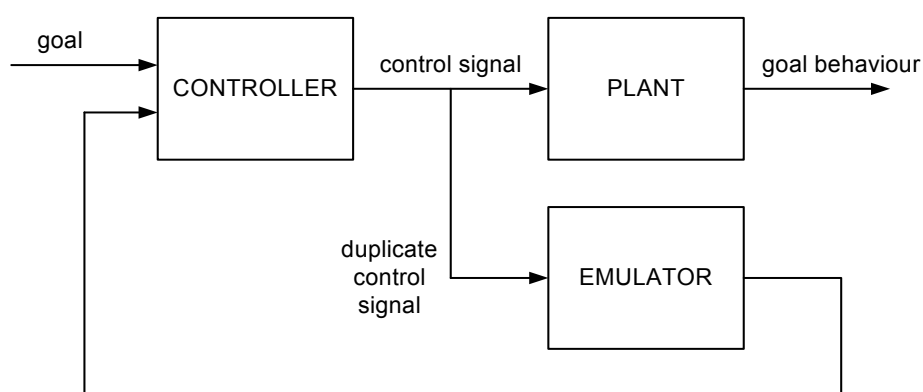 goal
CONTROLLER
control signal
PLANT
goal behaviour
duplicate
control
signal
EMULATOR